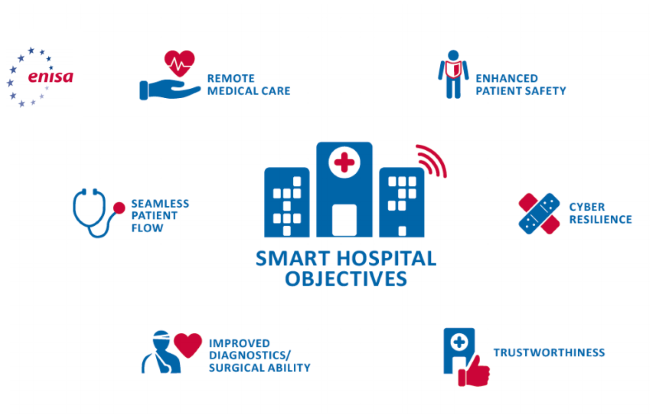 enisa
REMOTE
MEDICAL CARE
ENHANCED
PATIENT SAFETY
SEAMLESS
PATIENT
FLOW
CYBER
RESILIENCE
SMART HOSPITAL
OBJECTIVES
IMPROVED
DIAGNOSTICS/
SURGICAL ABILITY
TRUSTWORTHINESS